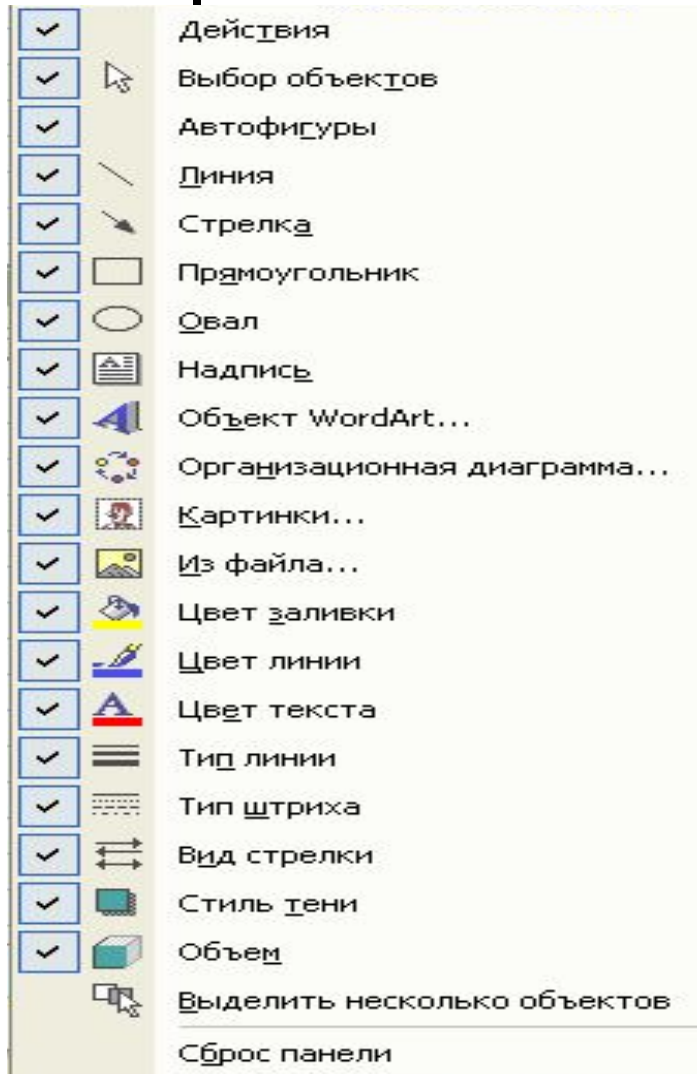 Действия
Выбор объектов
Автофигуры
Линия
Стрелка
Прямоугольник
Овал
Надпись
Объект WordArt...
Организационная диаграмма...
Картинки...
Из файла...
Цвет заливки
Цвет линии
Цвет текста
Тип линии
Тип штриха
Вид стрелки
Стиль тени
Объем
Выделить несколько объектов
Сброс панели